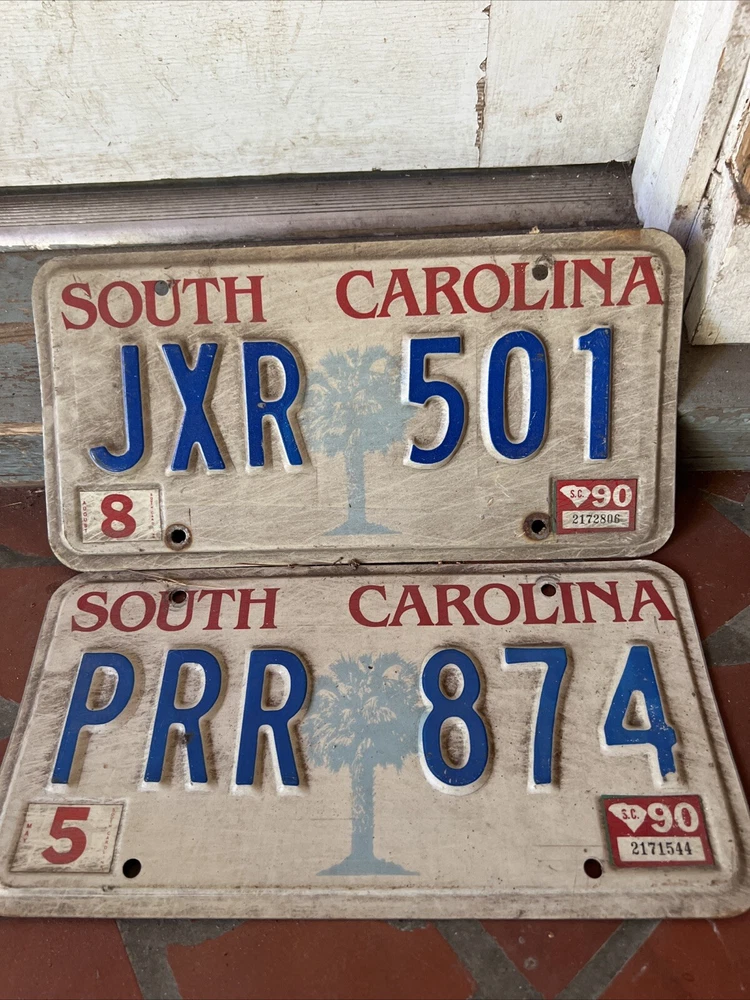 SOUTH CAROLINA
JXR 501
8 S.C. 90
2172806
SOUTH CAROLINA
PRR 874
5 S.C. 90
2171544